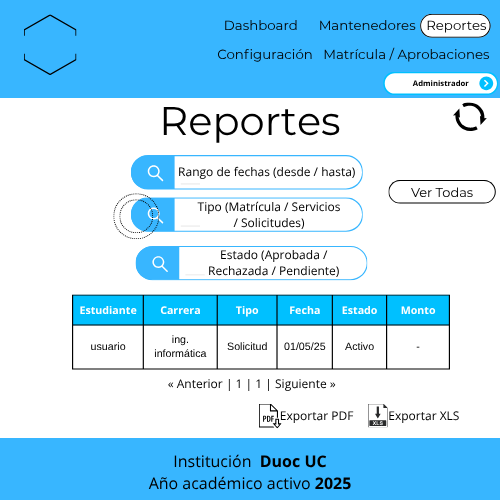 Dashboard Mantenedores Reportes
Configuración Matrícula / Aprobaciones
Administrador
Reportes
Rango de fechas (desde / hasta)
Tipo (Matrícula / Servicios
/ Solicitudes)
Ver Todas
Estado (Aprobada /
Rechazada / Pendiente)
Estudiante Carrera Tipo Fecha Estado Monto
usuario ing. informática Solicitud 01/05/25 Activo -
« Anterior | 1 | 1 | Siguiente »
PDF Exportar PDF XLS Exportar XLS
Institución Duoc UC
Año académico activo 2025